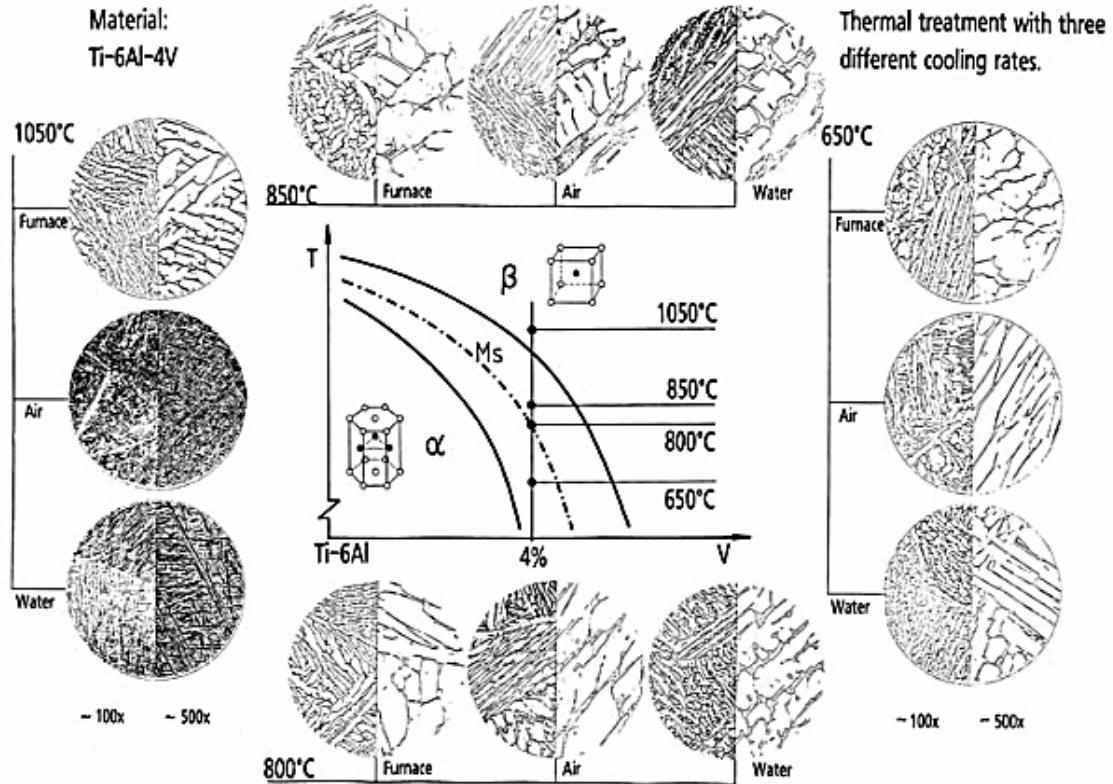 Material:
Ti-6Al-4V
Thermal treatment with three
different cooling rates.
1050°C
Furnace
Air
Water
~ 100x ~ 500x
850°C
Furnace
Air
Water
T
β
Ms
α
1050°C
850°C
800°C
650°C
Ti-6Al
4%
V
800°C
Furnace
Air
Water
650°C
Furnace
Air
Water
~ 100x ~ 500x